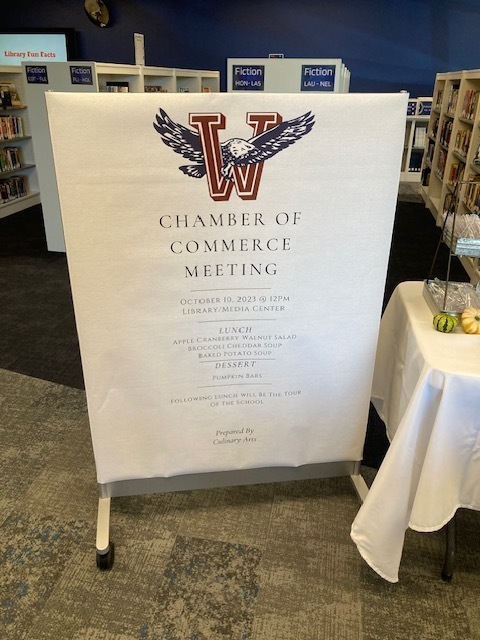 Library Fun Facts
Fiction
HON - LAS
Fiction
LAU - NEL
W
CHAMBER OF
COMMERCE
MEETING
OCTOBER 10, 2023 @ 12PM
LIBRARY/MEDIA CENTER
LUNCH
APPLE CRANBERRY WALNUT SALAD
BROCCOLI CHEDDAR SOUP
BAKED POTATO SOUP
DESSERT
PUMPKIN BARS
FOLLOWING LUNCH WILL BE THE TOUR
OF THE SCHOOL
Prepared By
Culinary Arts